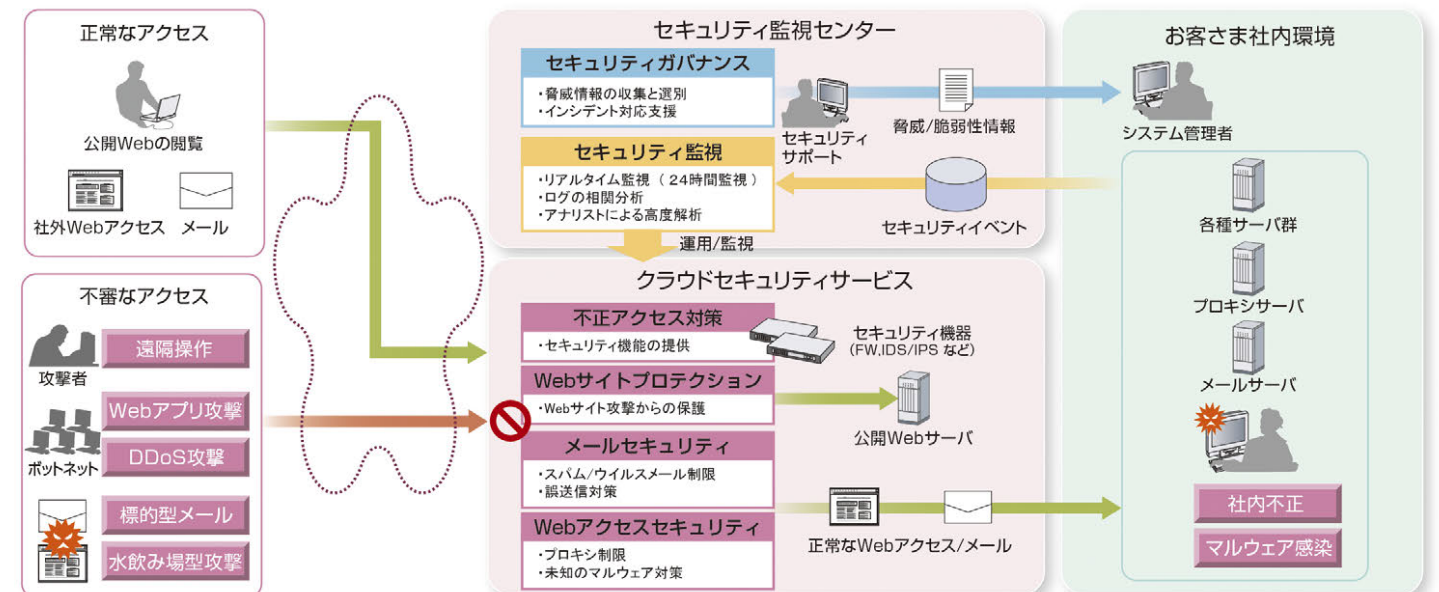 正常なアクセス
公開Webの閲覧
社外Webアクセス
メール
不審なアクセス
攻撃者
遠隔操作
ボットネット
Webアプリ攻撃
DDoS攻撃
標的型メール
水飲み場型攻撃
セキュリティ監視センター
セキュリティガバナンス
・脅威情報の収集と選別
・インシデント対応支援
セキュリティ
サポート
脅威/脆弱性情報
セキュリティ監視
・リアルタイム監視(24時間監視)
・ログの相関分析
・アナリストによる高度解析
セキュリティイベント
運用/監視
クラウドセキュリティサービス
不正アクセス対策
・セキュリティ機能の提供
セキュリティ機器
(FW,IDS/IPS など)
Webサイトプロテクション
・Webサイト攻撃からの保護
公開Webサーバ
メールセキュリティ
・スパム/ウイルスメール制限
・誤送信対策
Webアクセスセキュリティ
・プロキシ制限
・未知のマルウェア対策
正常なWebアクセス/メール
お客さま社内環境
システム管理者
各種サーバ群
プロキシサーバ
メールサーバ
社内不正
マルウェア感染